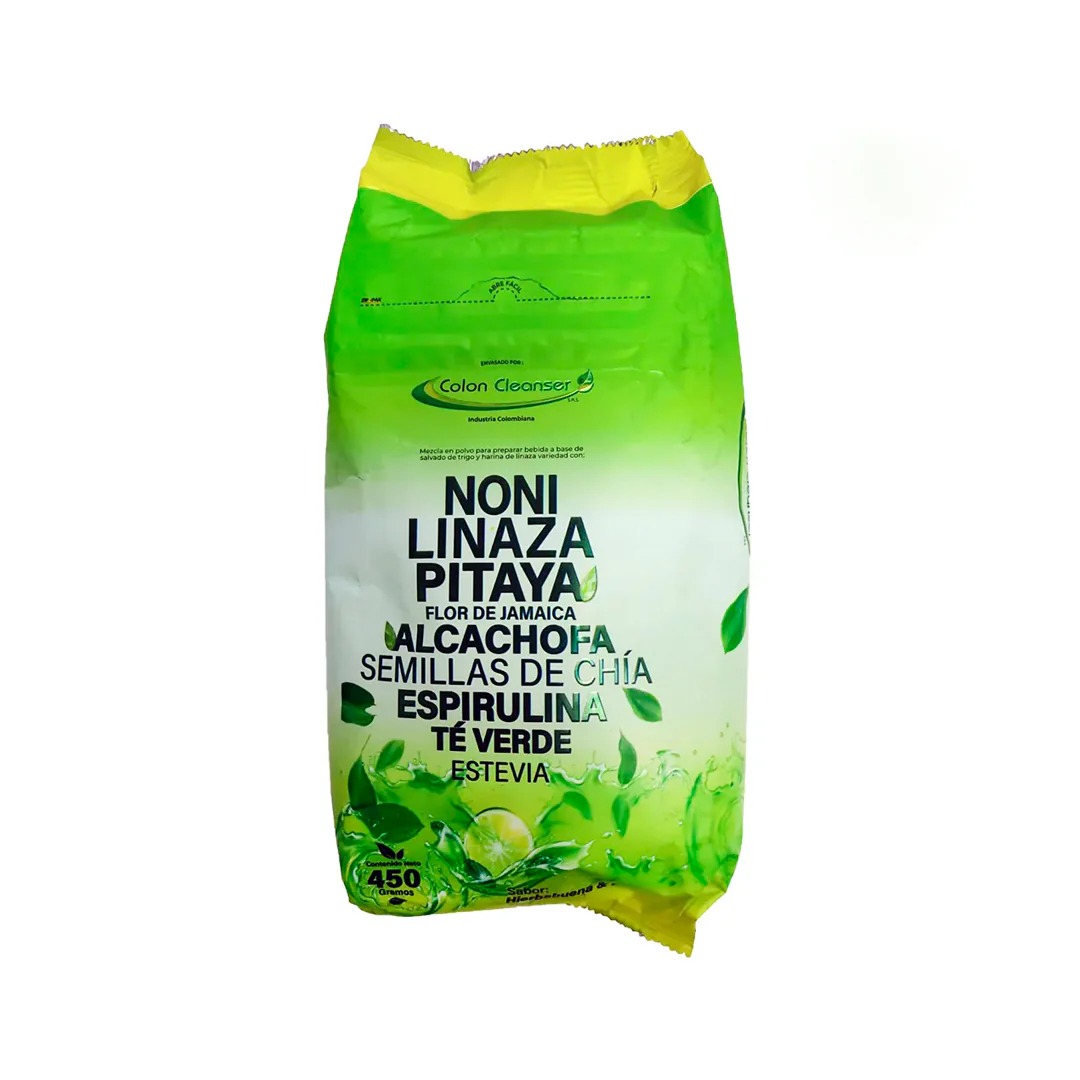 ABRE FÁCIL
ENVASADO POR:
Colon Cleanser
S.A.S.
Industria Colombiana
Mezcla en polvo para preparar bebida a base de
salvado de trigo y harina de linaza variedad con:
NONI
LINAZA
PITAYA
FLOR DE JAMAICA
ALCACHOFA
SEMILLAS DE CHÍA
ESPIRULINA
TÉ VERDE
ESTEVIA
Contenido neto
450
Gramos
Sabor:
Hierbabuena &